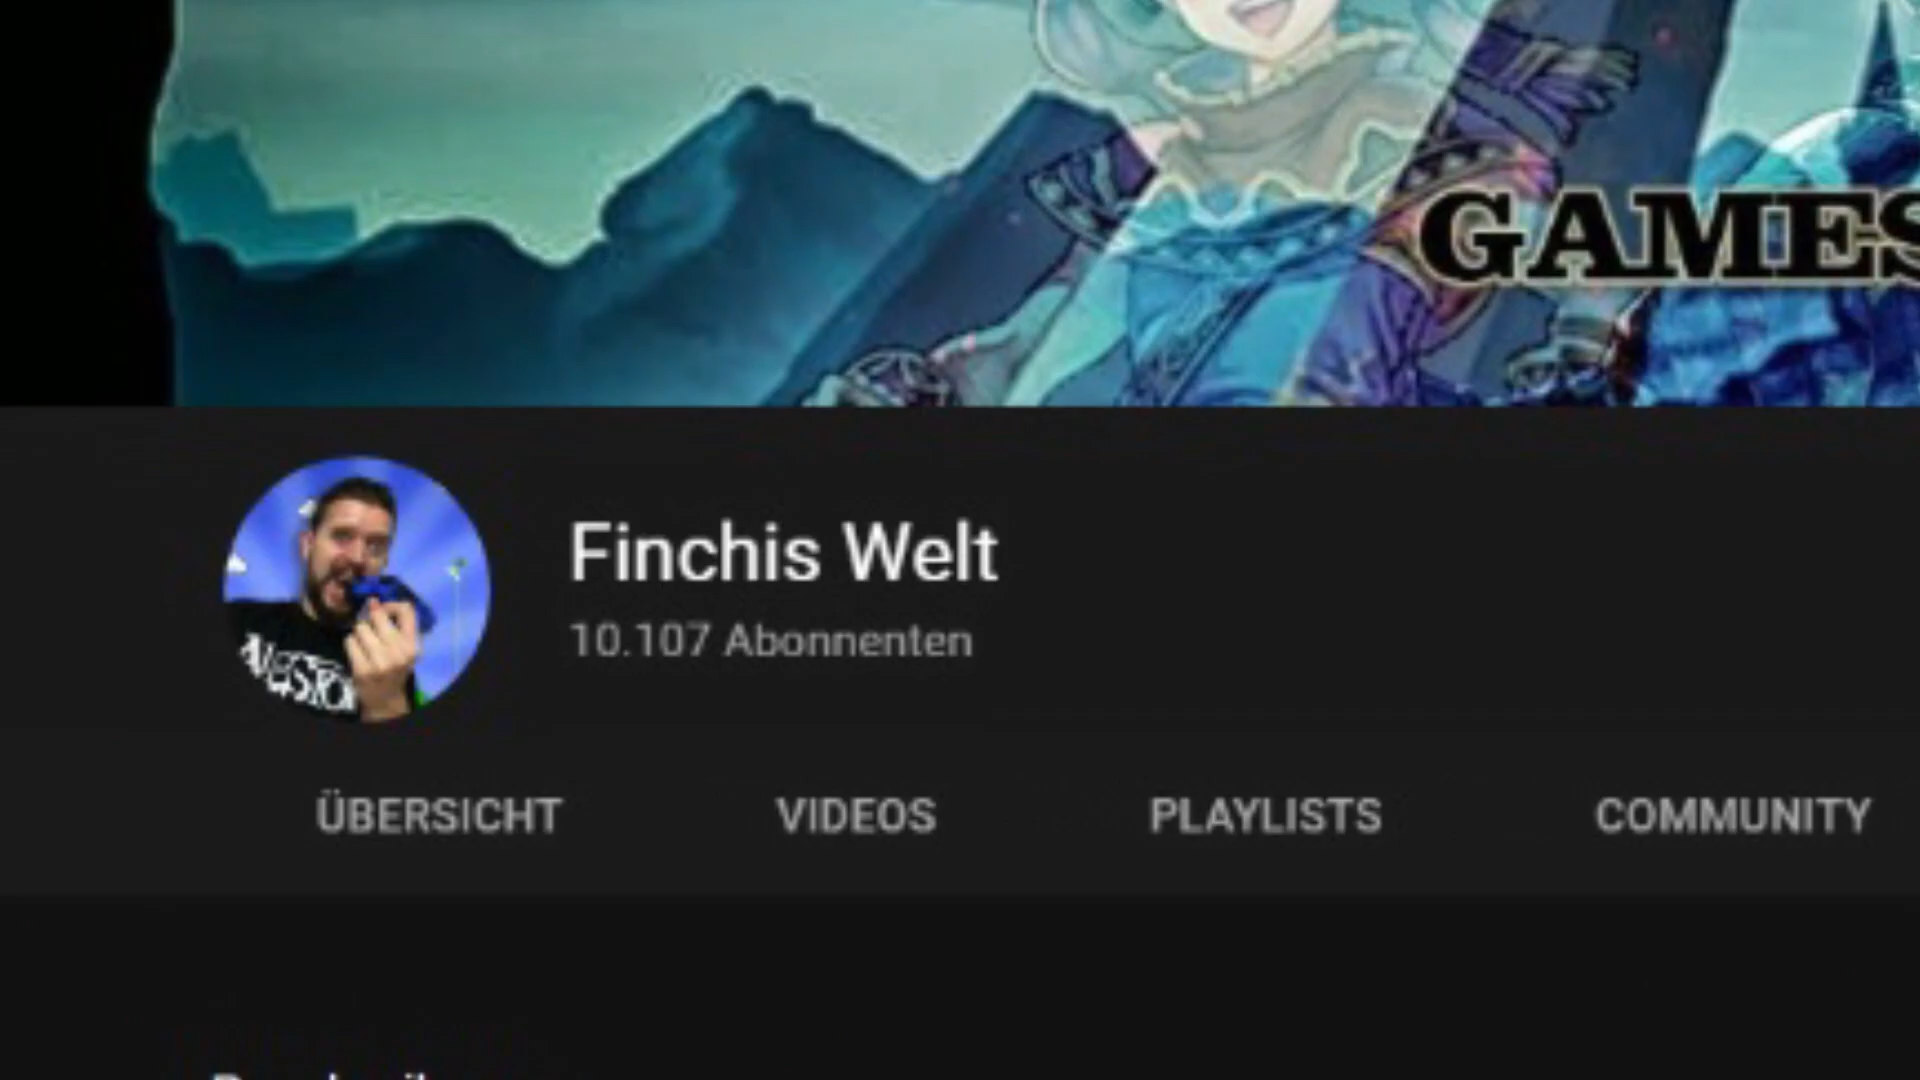 GAMES
Finchis Welt
10.107 Abonnenten
ÜBERSICHT VIDEOS PLAYLISTS COMMUNITY